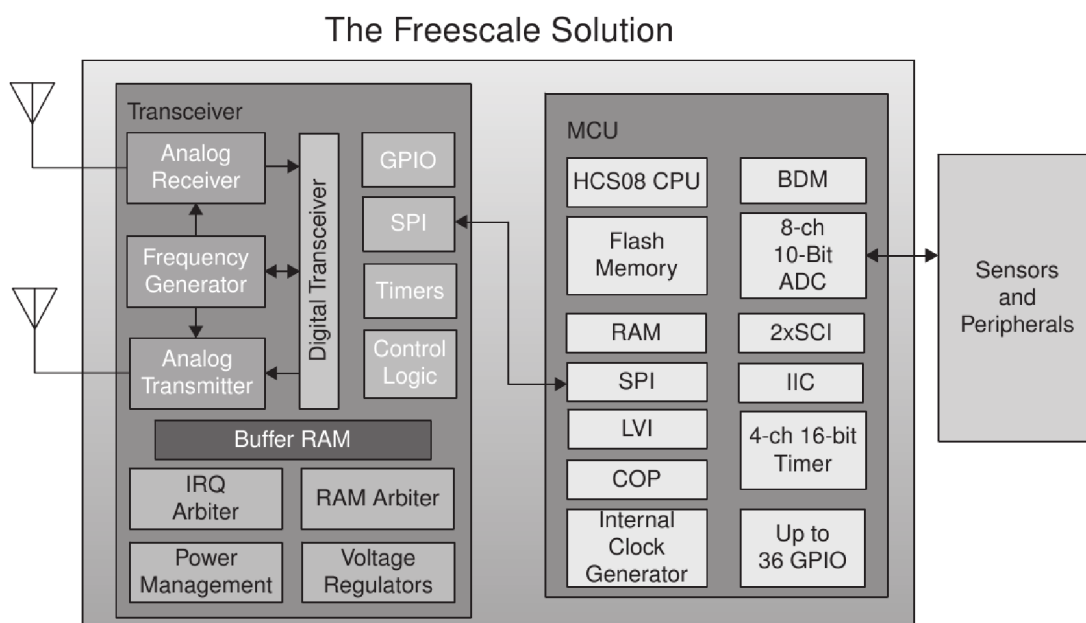 The Freescale Solution
Transceiver
Analog
Receiver
Frequency
Generator
Analog
Transmitter
Digital Transceiver
GPIO
SPI
Timers
Control
Logic
Buffer RAM
IRQ
Arbiter
RAM Arbiter
Power
Management
Voltage
Regulators
MCU
HCS08 CPU
Flash
Memory
RAM
SPI
LVI
COP
Internal
Clock
Generator
BDM
8-ch
10-Bit
ADC
2xSCI
IIC
4-ch 16-bit
Timer
Up to
36 GPIO
Sensors
and
Peripherals